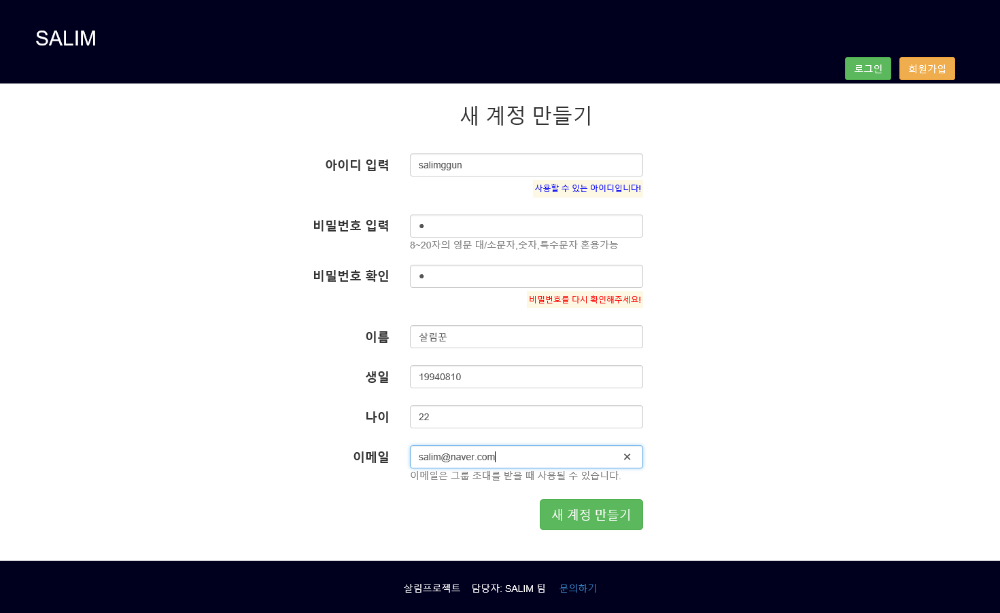 SALIM
로그인 회원가입
새 계정 만들기
아이디 입력 salimggun
사용할 수 있는 아이디입니다!
비밀번호 입력 ●
8~20자의 영문 대/소문자,숫자,특수문자 혼용가능
비밀번호 확인 ●
비밀번호를 다시 확인해주세요!
이름 살림꾼
생일 19940810
나이 22
이메일 salim@naver.com ✕
이메일은 그룹 초대를 받을 때 사용될 수 있습니다.
새 계정 만들기
살림프로젝트 담당자: SALIM 팀 문의하기